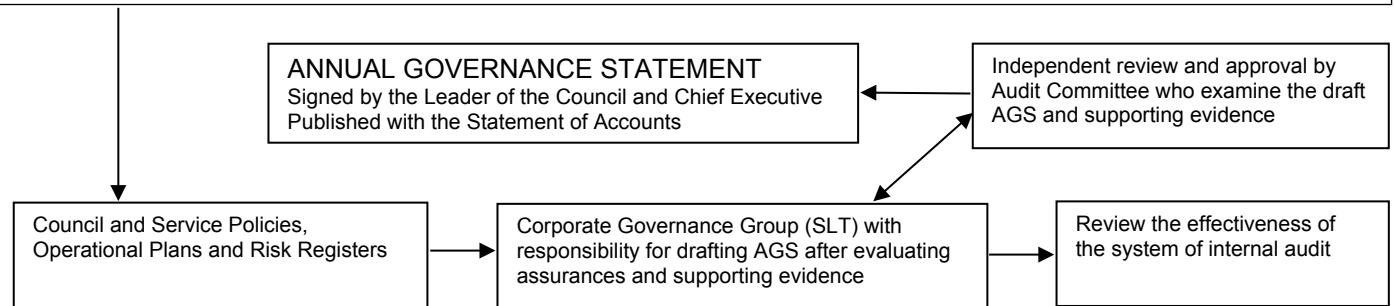 ANNUAL GOVERNANCE STATEMENT
Signed by the Leader of the Council and Chief Executive
Published with the Statement of Accounts
Independent review and approval by
Audit Committee who examine the draft
AGS and supporting evidence
Council and Service Policies,
Operational Plans and Risk Registers
Corporate Governance Group (SLT) with
responsibility for drafting AGS after evaluating
assurances and supporting evidence
Review the effectiveness of
the system of internal audit